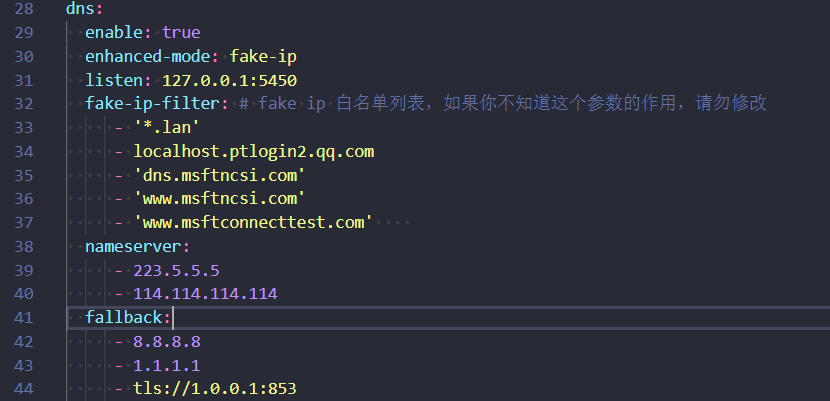 28 dns:
29 enable: true
30 enhanced-mode: fake-ip
31 listen: 127.0.0.1:5450
32 fake-ip-filter: # fake ip 白名单列表，如果你不知道这个参数的作用，请勿修改
33 - '*.lan'
34 - localhost.ptlogin2.qq.com
35 - 'dns.msftncsi.com'
36 - 'www.msftncsi.com'
37 - 'www.msftconnecttest.com'
38 nameserver:
39 - 223.5.5.5
40 - 114.114.114.114
41 fallback:
42 - 8.8.8.8
43 - 1.1.1.1
44 - tls://1.0.0.1:853